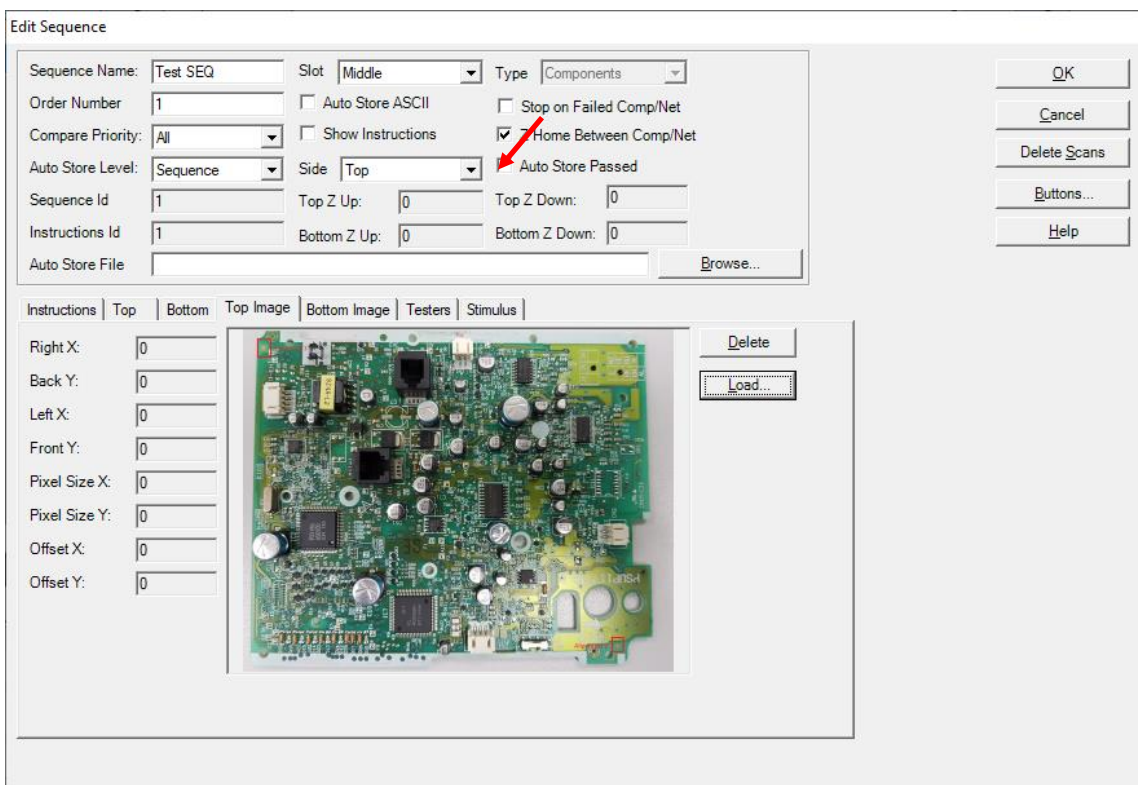 Edit Sequence
Sequence Name: Test SEQ Slot Middle Type Components
Order Number 1 Auto Store ASCII Stop on Failed Comp/Net
Compare Priority: All Show Instructions Z Home Between Comp/Net
Auto Store Level: Sequence Side Top Auto Store Passed
Sequence Id 1 Top Z Up: 0 Top Z Down: 0
Instructions Id 1 Bottom Z Up: 0 Bottom Z Down: 0
Auto Store File Browse...
OK
Cancel
Delete Scans
Buttons...
Help
Instructions Top Bottom Top Image Bottom Image Testers Stimulus
Right X: 0
Back Y: 0
Left X: 0
Front Y: 0
Pixel Size X: 0
Pixel Size Y: 0
Offset X: 0
Offset Y: 0
Delete
Load...